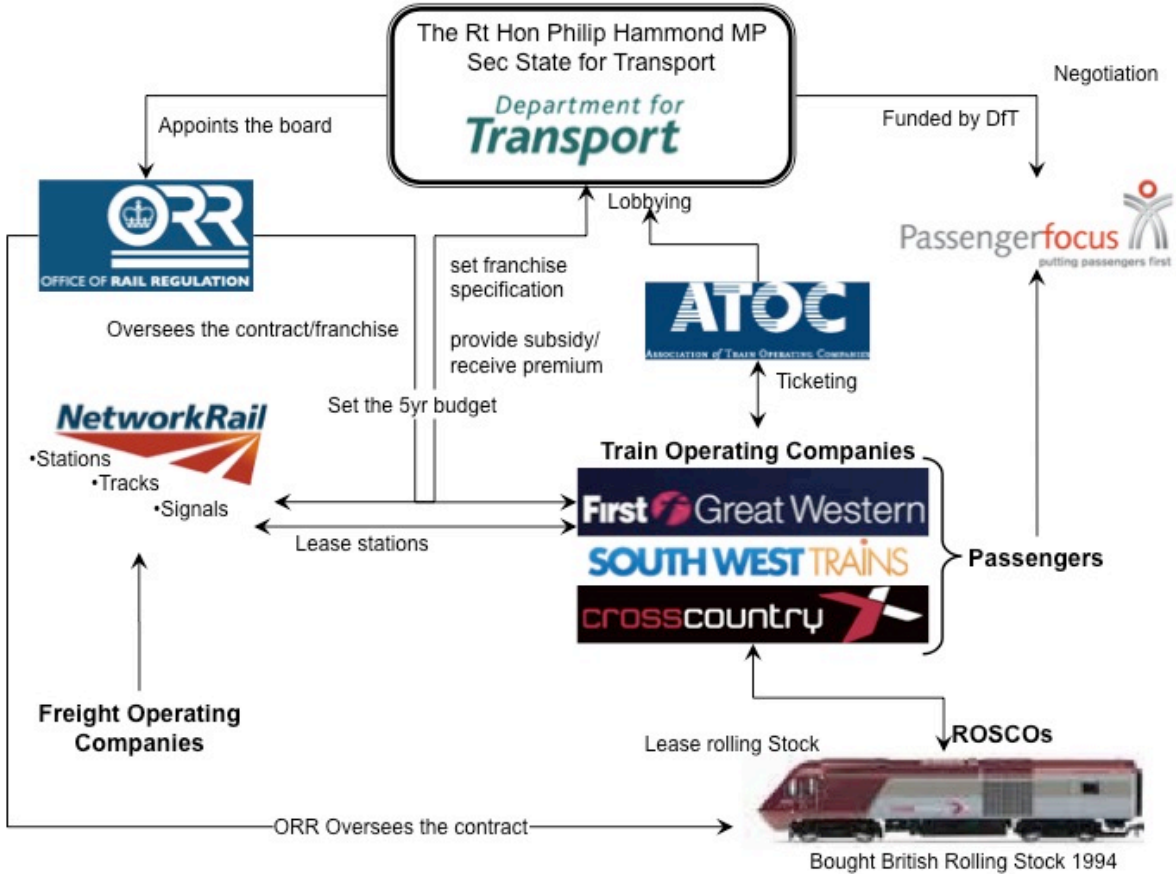 The Rt Hon Philip Hammond MP
Sec State for Transport
Department for
Transport
Negotiation
Appoints the board
Funded by DfT
ORR
OFFICE OF RAIL REGULATION
Lobbying
Passengerfocus
putting passengers first
set franchise
specification
ATOC
ASSOCIATION of TRAIN OPERATING COMPANIES
Oversees the contract/franchise
provide subsidy/
receive premium
Ticketing
Set the 5yr budget
NetworkRail
•Stations
•Tracks
•Signals
Train Operating Companies
First Great Western
Lease stations
SOUTH WEST TRAINS
Passengers
crosscountry
Freight Operating
Companies
Lease rolling Stock
ROSCOs
ORR Oversees the contract
Bought British Rolling Stock 1994